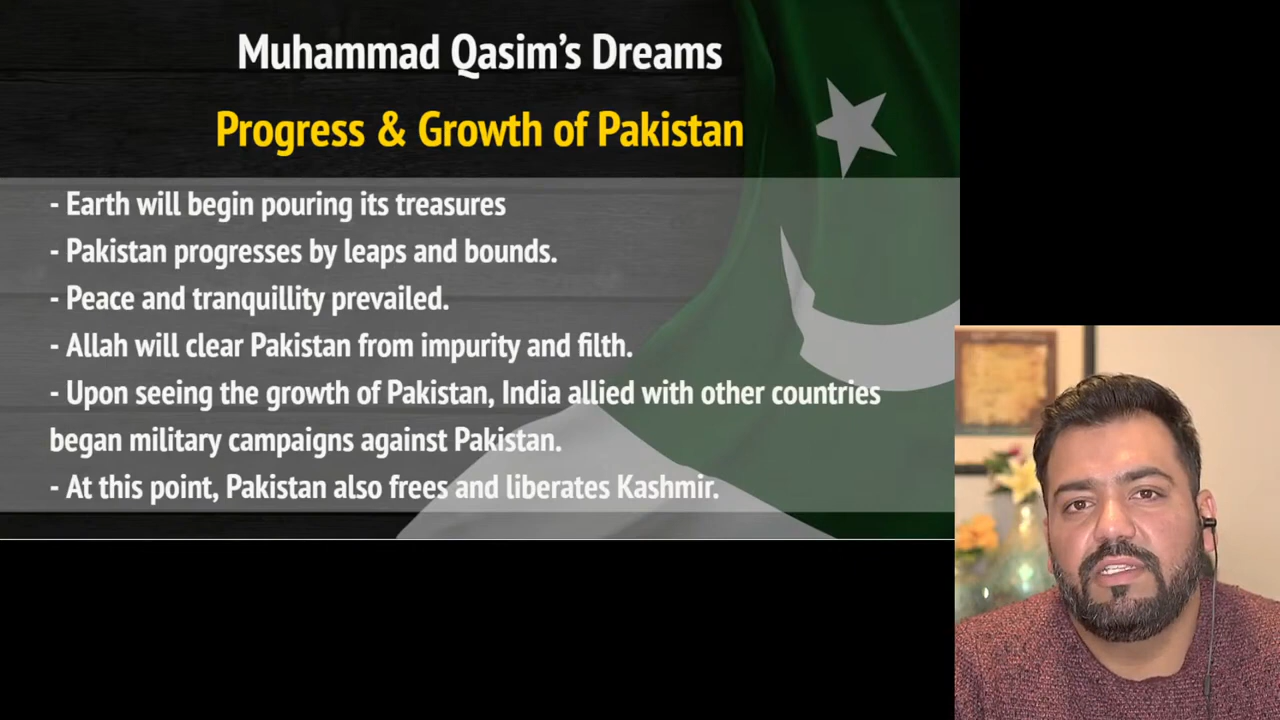 Muhammad Qasim's Dreams
Progress & Growth of Pakistan
- Earth will begin pouring its treasures
- Pakistan progresses by leaps and bounds.
- Peace and tranquillity prevailed.
- Allah will clear Pakistan from impurity and filth.
- Upon seeing the growth of Pakistan, India allied with other countries
began military campaigns against Pakistan.
- At this point, Pakistan also frees and liberates Kashmir.